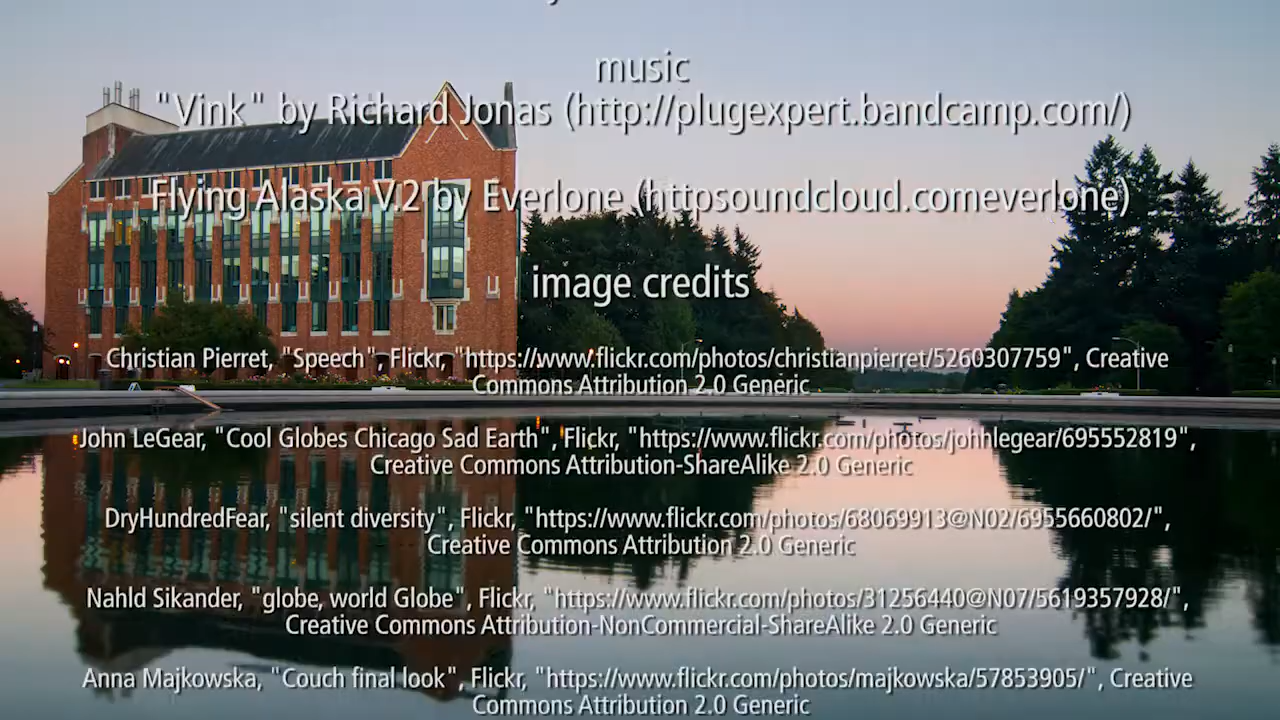 music
"Vink" by Richard Jonas (http://plugexpert.bandcamp.com/)
Flying Alaska V.2 by Everlone (httpsoundcloud.comeverlone)
image credits
Christian Pierret, "Speech", Flickr, "https://www.flickr.com/photos/christianpierret/5260307759", Creative
Commons Attribution 2.0 Generic
John LeGear, "Cool Globes Chicago Sad Earth", Flickr, "https://www.flickr.com/photos/johhlegear/695552819",
Creative Commons Attribution-ShareAlike 2.0 Generic
DryHundredFear, "silent diversity", Flickr, "https://www.flickr.com/photos/68069913@N02/6955660802/",
Creative Commons Attribution 2.0 Generic
Nahld Sikander, "globe, world Globe", Flickr, "https://www.flickr.com/photos/31256440@N07/5619357928/",
Creative Commons Attribution-NonCommercial-ShareAlike 2.0 Generic
Anna Majkowska, "Couch final look", Flickr, "https://www.flickr.com/photos/majkowska/57853905/", Creative
Commons Attribution 2.0 Generic